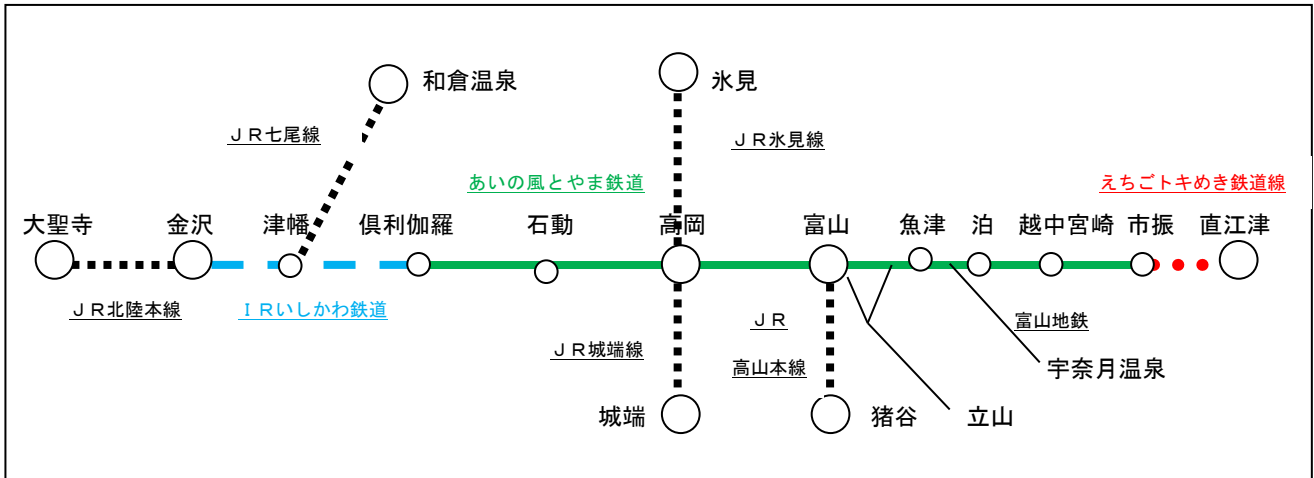 和倉温泉
氷見
ＪＲ七尾線
ＪＲ氷見線
あいの風とやま鉄道
えちごトキめき鉄道線
大聖寺
金沢
津幡
倶利伽羅
石動
高岡
富山
魚津
泊
越中宮崎
市振
直江津
ＪＲ北陸本線
ＩＲいしかわ鉄道
ＪＲ城端線
ＪＲ
高山本線
富山地鉄
宇奈月温泉
城端
猪谷
立山